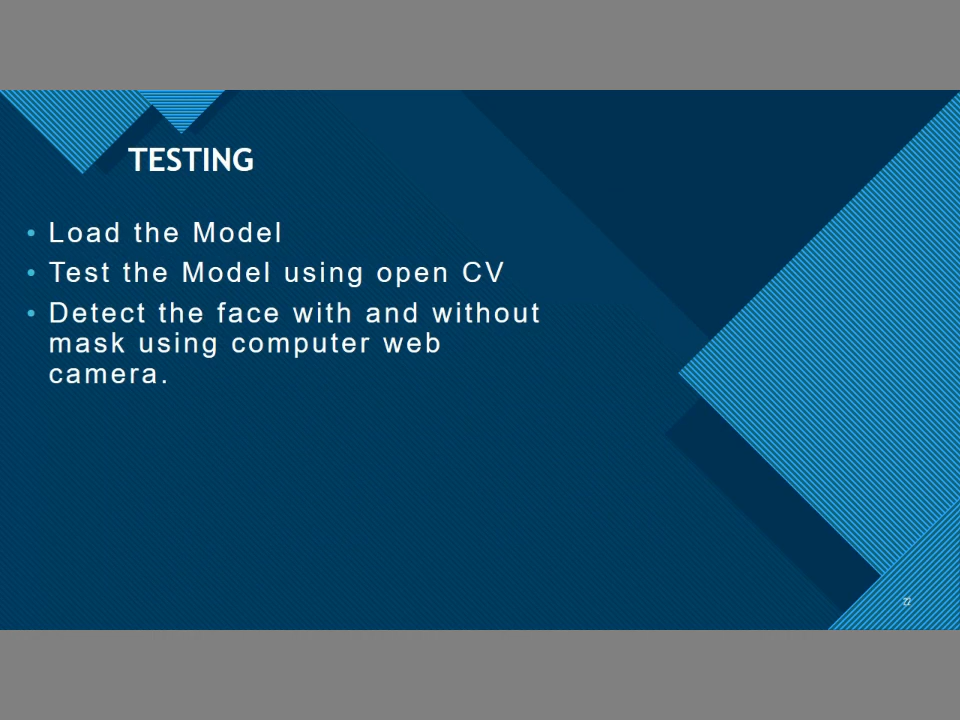 TESTING
• Load the Model
• Test the Model using open CV
• Detect the face with and without
mask using computer web
camera.
22